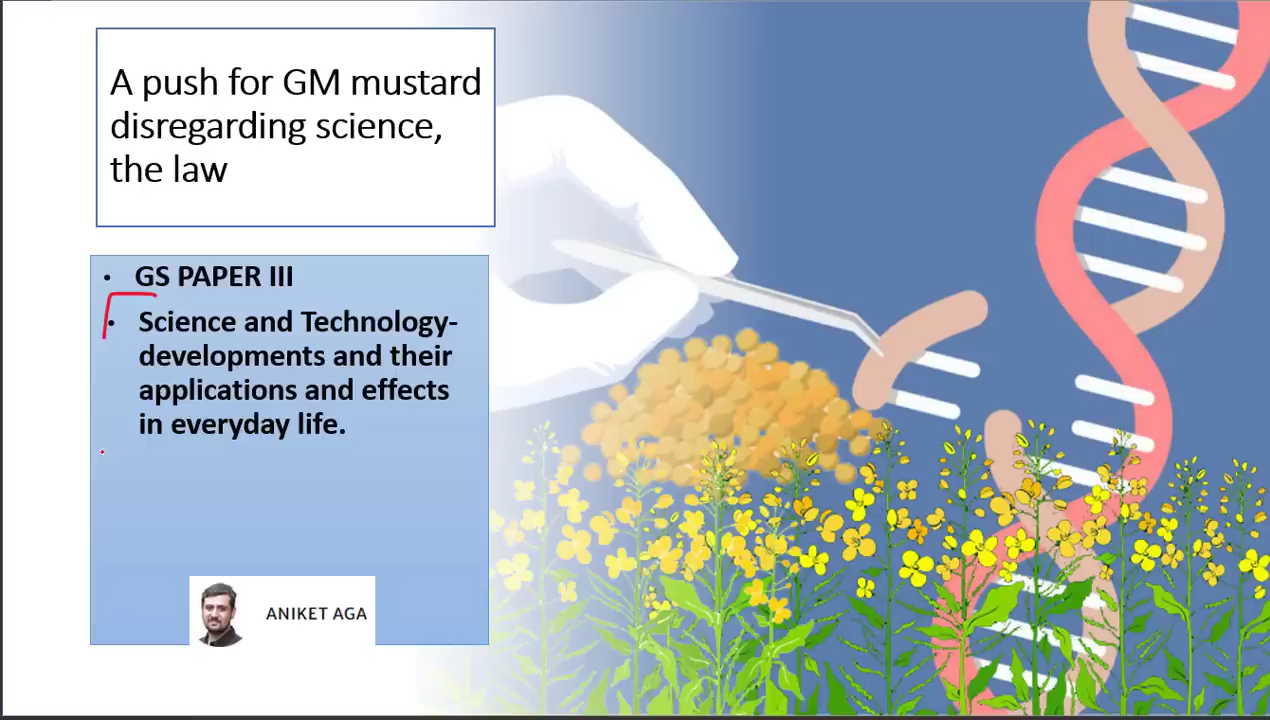 A push for GM mustard
disregarding science,
the law
• GS PAPER III
• Science and Technology-
developments and their
applications and effects
in everyday life.
ANIKET AGA